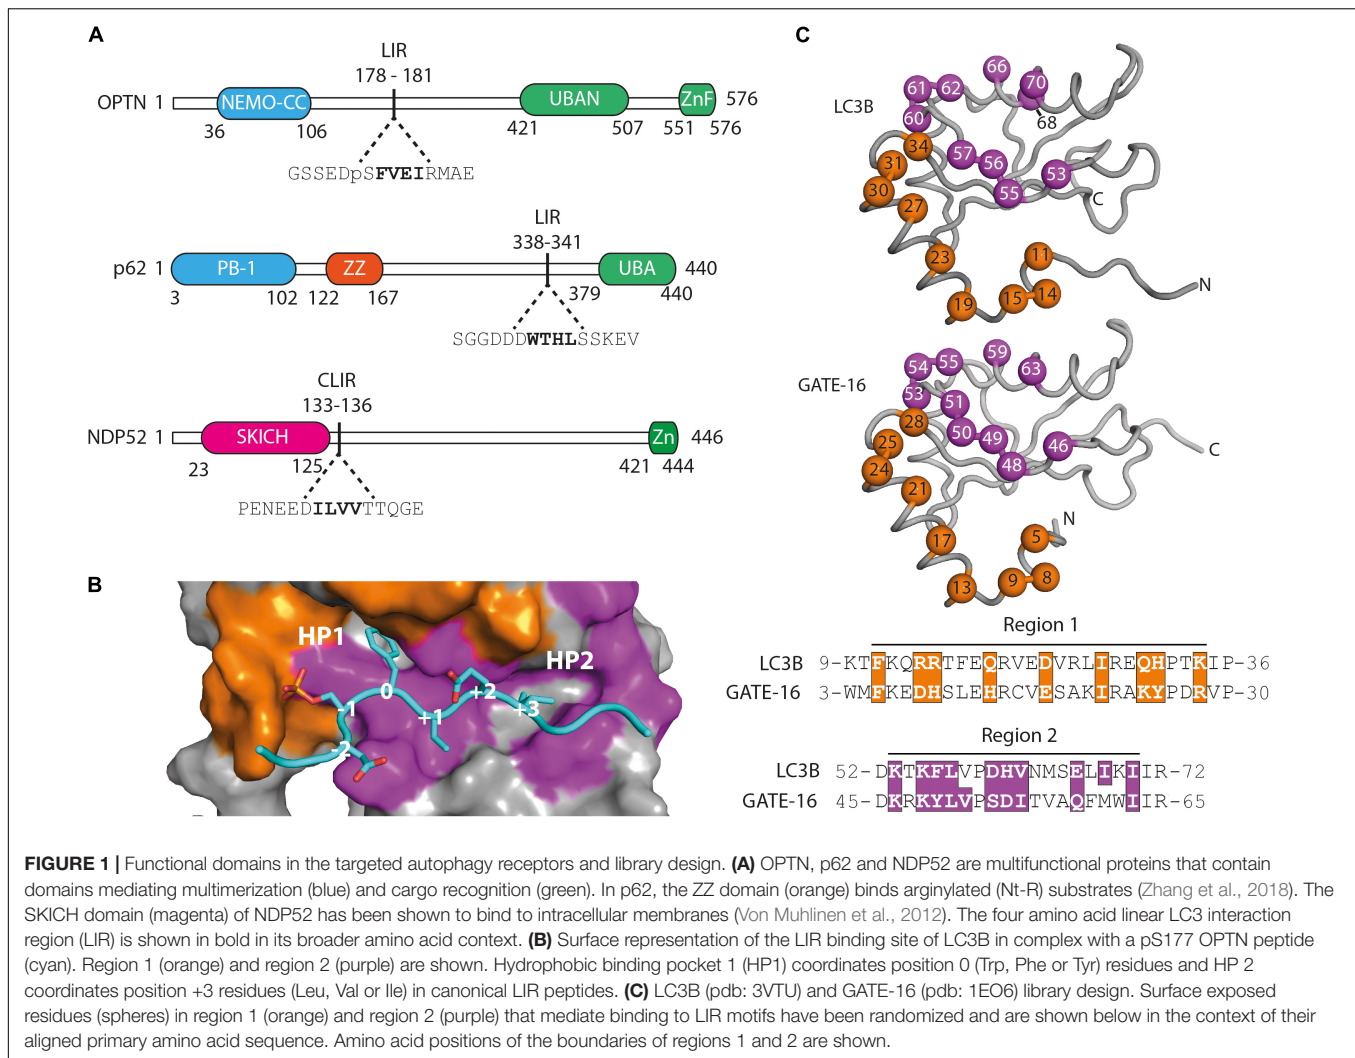 A
LIR
178 - 181
OPTN 1 NEMO-CC UBAN ZnF 576
36 106 421 507 551 576
GSSEDpSFVEIRMAE
LIR
338-341
p62 1 PB-1 ZZ UBA 440
3 102 122 167 379 440
SGGDDDWTHLSSKEV
CLIR
133-136
NDP52 1 SKICH Zn 446
23 125 421 444
PENEEDILVVTTQGE
B
HP1
HP2
0
-1
+1
+2
+3
-2
C
LC3B
66
70
61
62
68
60
34
57
56
53
31
30
55
C
27
23
11
N
19
15
14
GATE-16
59
54
55
63
53
51
28
50
49
46
25
24
48
C
21
N
17
5
13
9
8
Region 1
LC3B 9-KTFKQRRTFEQRVEDVRLIREQHPTKIP-36
GATE-16 3-WMFKEDHSLEHRCVESAKIRAKYPDRVP-30
Region 2
LC3B 52-DKTKFLVPDHVNMSELIKIIR-72
GATE-16 45-DKRKYLVPSDITVAQFMWIIR-65
FIGURE 1 | Functional domains in the targeted autophagy receptors and library design. (A) OPTN, p62 and NDP52 are multifunctional proteins that contain
domains mediating multimerization (blue) and cargo recognition (green). In p62, the ZZ domain (orange) binds arginylated (Nt-R) substrates (Zhang et al., 2018). The
SKICH domain (magenta) of NDP52 has been shown to bind to intracellular membranes (Von Muhlinen et al., 2012). The four amino acid linear LC3 interaction
region (LIR) is shown in bold in its broader amino acid context. (B) Surface representation of the LIR binding site of LC3B in complex with a pS177 OPTN peptide
(cyan). Region 1 (orange) and region 2 (purple) are shown. Hydrophobic binding pocket 1 (HP1) coordinates position 0 (Trp, Phe or Tyr) residues and HP 2
coordinates position +3 residues (Leu, Val or Ile) in canonical LIR peptides. (C) LC3B (pdb: 3VTU) and GATE-16 (pdb: 1EO6) library design. Surface exposed
residues (spheres) in region 1 (orange) and region 2 (purple) that mediate binding to LIR motifs have been randomized and are shown below in the context of their
aligned primary amino acid sequence. Amino acid positions of the boundaries of regions 1 and 2 are shown.